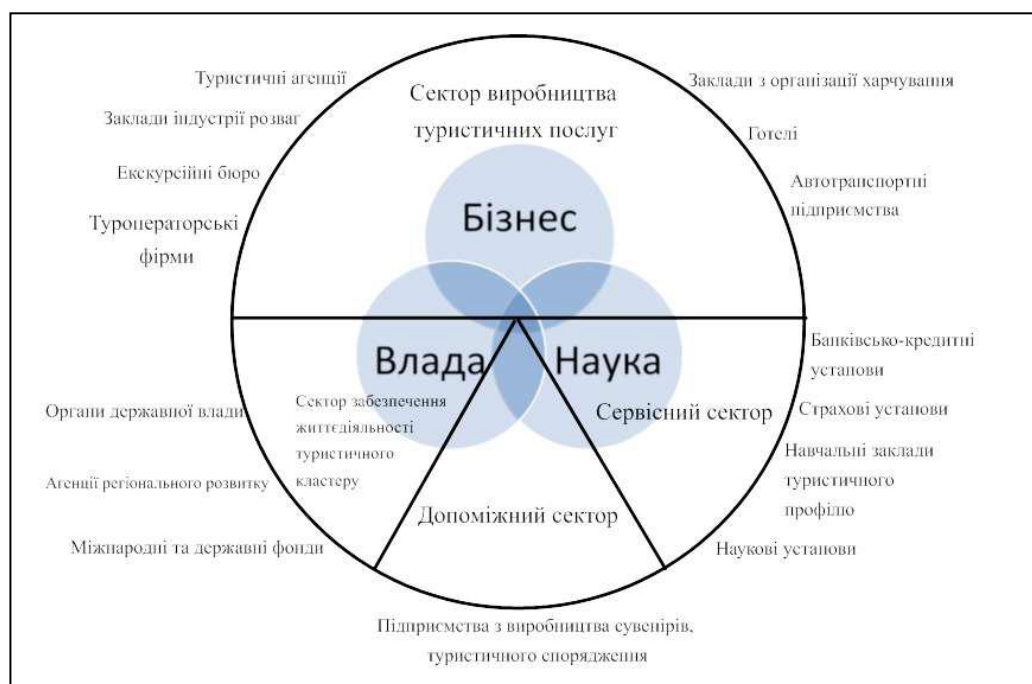 Туристичні агенції
Заклади індустрії розваг
Екскурсійні бюро
Туроператорські
фірми
Сектор виробництва
туристичних послуг
Заклади з організації харчування
Готелі
Автотранспортні
підприємства
Бізнес
Влада
Наука
Органи державної влади
Агенції регіонального розвитку
Міжнародні та державні фонди
Сектор забезпечення
життєдіяльності
туристичного
кластеру
Допоміжний сектор
Сервісний сектор
Банківсько-кредитні
установи
Страхові установи
Навчальні заклади
туристичного
профілю
Наукові установи
Підприємства з виробництва сувенірів,
туристичного спорядження